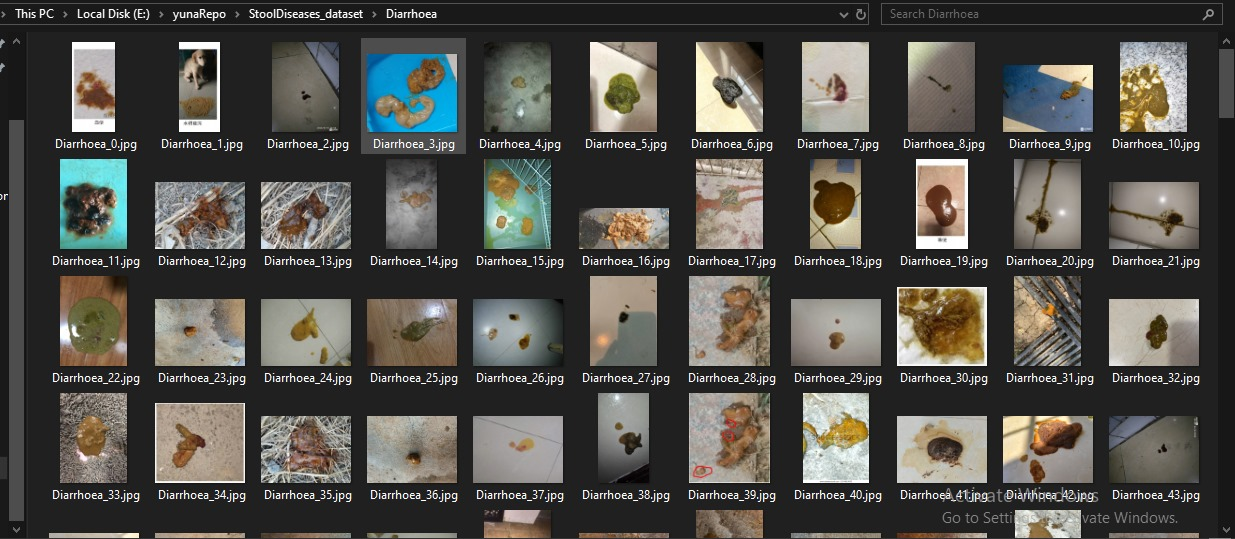 This PC > Local Disk (E:) > yunaRepo > StoolDiseases_dataset > Diarrhoea
Search Diarrhoea
Diarrhoea_0.jpg Diarrhoea_1.jpg Diarrhoea_2.jpg Diarrhoea_3.jpg Diarrhoea_4.jpg Diarrhoea_5.jpg Diarrhoea_6.jpg Diarrhoea_7.jpg Diarrhoea_8.jpg Diarrhoea_9.jpg Diarrhoea_10.jpg
or
Diarrhoea_11.jpg Diarrhoea_12.jpg Diarrhoea_13.jpg Diarrhoea_14.jpg Diarrhoea_15.jpg Diarrhoea_16.jpg Diarrhoea_17.jpg Diarrhoea_18.jpg Diarrhoea_19.jpg Diarrhoea_20.jpg Diarrhoea_21.jpg
Diarrhoea_22.jpg Diarrhoea_23.jpg Diarrhoea_24.jpg Diarrhoea_25.jpg Diarrhoea_26.jpg Diarrhoea_27.jpg Diarrhoea_28.jpg Diarrhoea_29.jpg Diarrhoea_30.jpg Diarrhoea_31.jpg Diarrhoea_32.jpg
Diarrhoea_33.jpg Diarrhoea_34.jpg Diarrhoea_35.jpg Diarrhoea_36.jpg Diarrhoea_37.jpg Diarrhoea_38.jpg Diarrhoea_39.jpg Diarrhoea_40.jpg Diarrhoea_41.jpg Diarrhoea_42.jpg Diarrhoea_43.jpg
Activate Windows
Go to Settings to activate Windows.